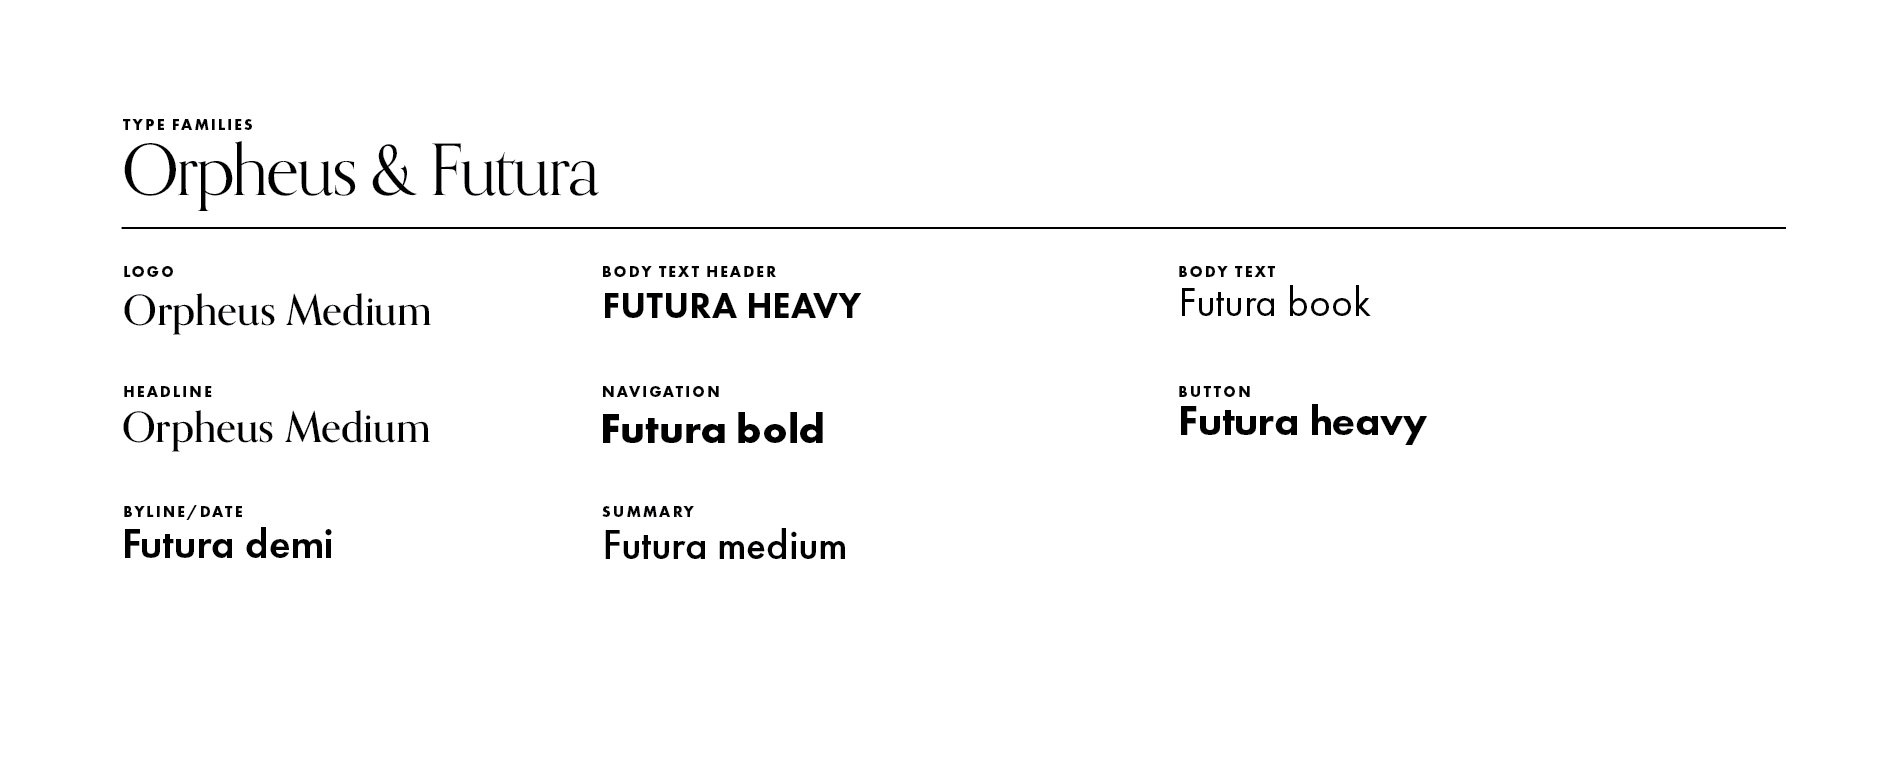 TYPE FAMILIES
Orpheus & Futura
LOGO
Orpheus Medium
BODY TEXT HEADER
FUTURA HEAVY
BODY TEXT
Futura book
HEADLINE
Orpheus Medium
NAVIGATION
Futura bold
BUTTON
Futura heavy
BYLINE/DATE
Futura demi
SUMMARY
Futura medium